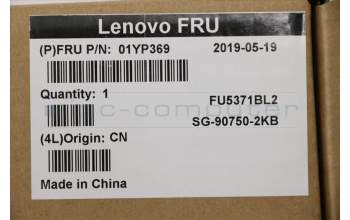 Lenovo FRU
(P)FRU P/N: 01YP369 2019-05-19
Quantity: 1 FU5371BL2
SG-90750-2KB
(4L)Origin: CN
Made in China